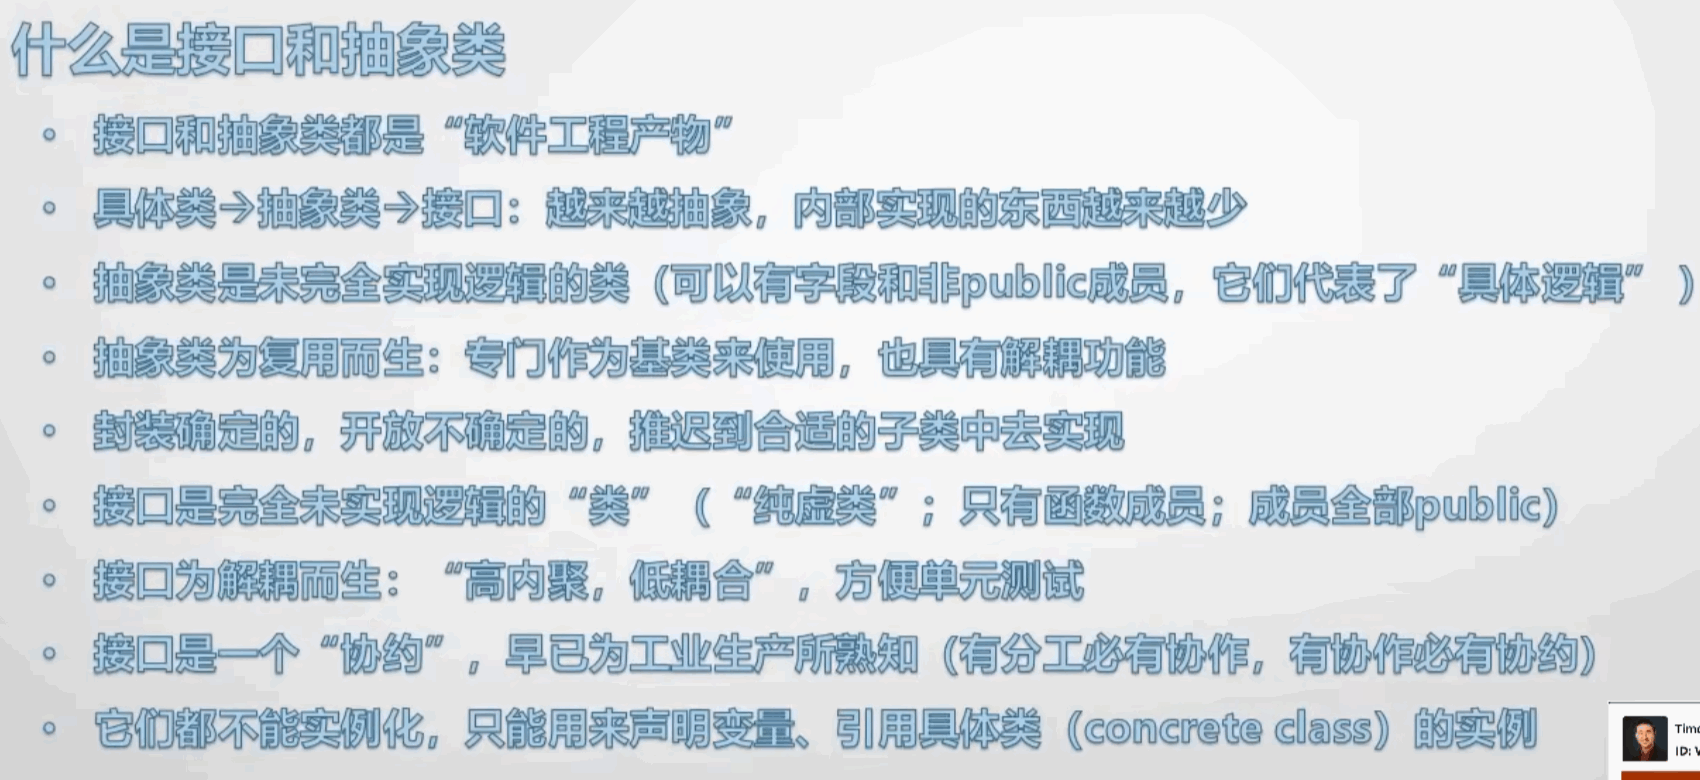 什么是接口和抽象类
• 接口和抽象类都是“软件工程产物”
• 具体类→抽象类→接口：越来越抽象，内部实现的东西越来越少
• 抽象类是未完全实现逻辑的类（可以有字段和非public成员，它们代表了“具体逻辑”）
• 抽象类为复用而生：专门作为基类来使用，也具有解耦功能
• 封装确定的，开放不确定的，推迟到合适的子类中去实现
• 接口是完全未实现逻辑的“类”（“纯虚类”；只有函数成员；成员全部public）
• 接口为解耦而生：“高内聚，低耦合”，方便单元测试
• 接口是一个“协约”，早已为工业生产所熟知（有分工必有协作，有协作必有协约）
• 它们都不能实例化，只能用来声明变量、引用具体类（concrete class）的实例
ID: